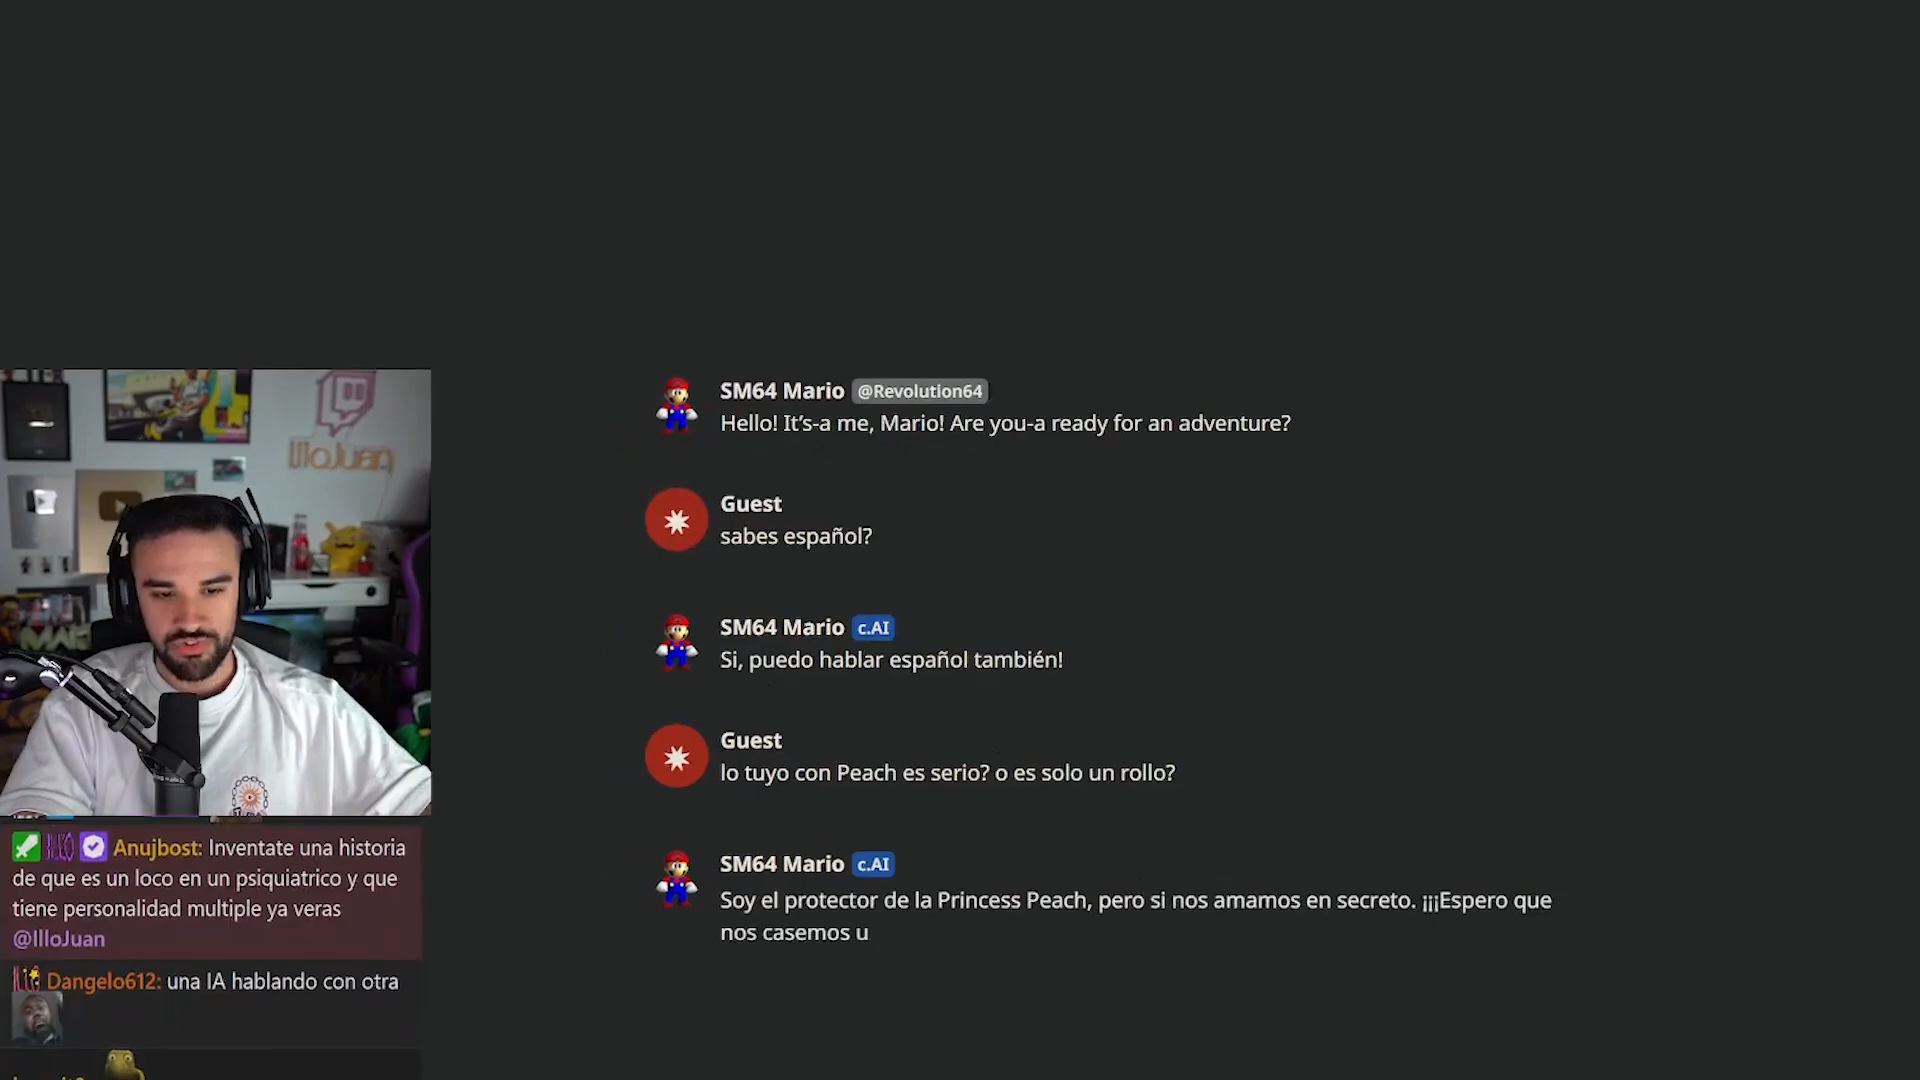 IlloJuan
SM64 Mario @Revolution64
Hello! It’s-a me, Mario! Are you-a ready for an adventure?
Guest
sabes español?
SM64 Mario c.AI
Si, puedo hablar español también!
Guest
lo tuyo con Peach es serio? o es solo un rollo?
SM64 Mario c.AI
Soy el protector de la Princess Peach, pero si nos amamos en secreto. ¡¡¡Espero que
nos casemos u
Anujbost: Inventate una historia
de que es un loco en un psiquiatrico y que
tiene personalidad multiple ya veras
@IlloJuan
Dangelo612: una IA hablando con otra